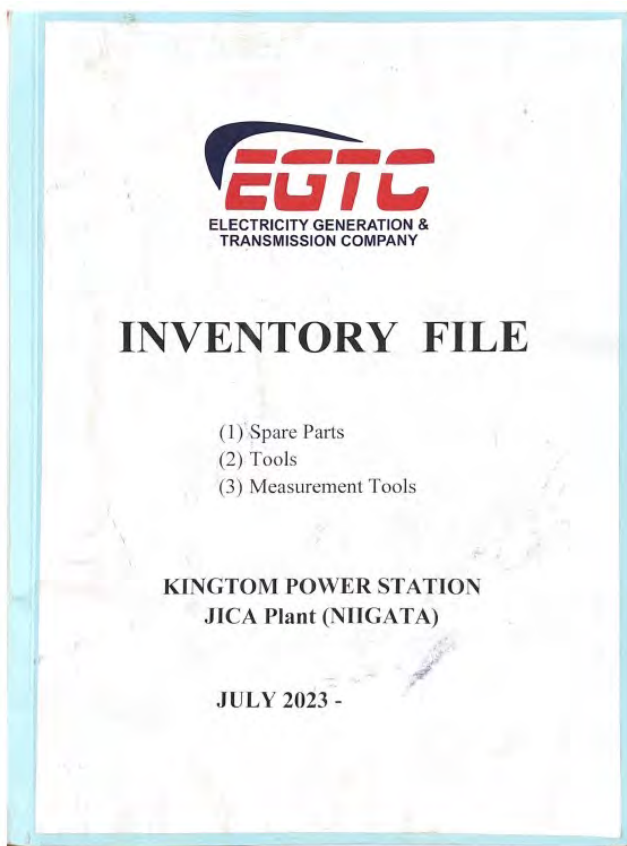 EGTC
ELECTRICITY GENERATION &
TRANSMISSION COMPANY
INVENTORY FILE
(1) Spare Parts
(2) Tools
(3) Measurement Tools
KINGTOM POWER STATION
JICA Plant (NIIGATA)
JULY 2023 -